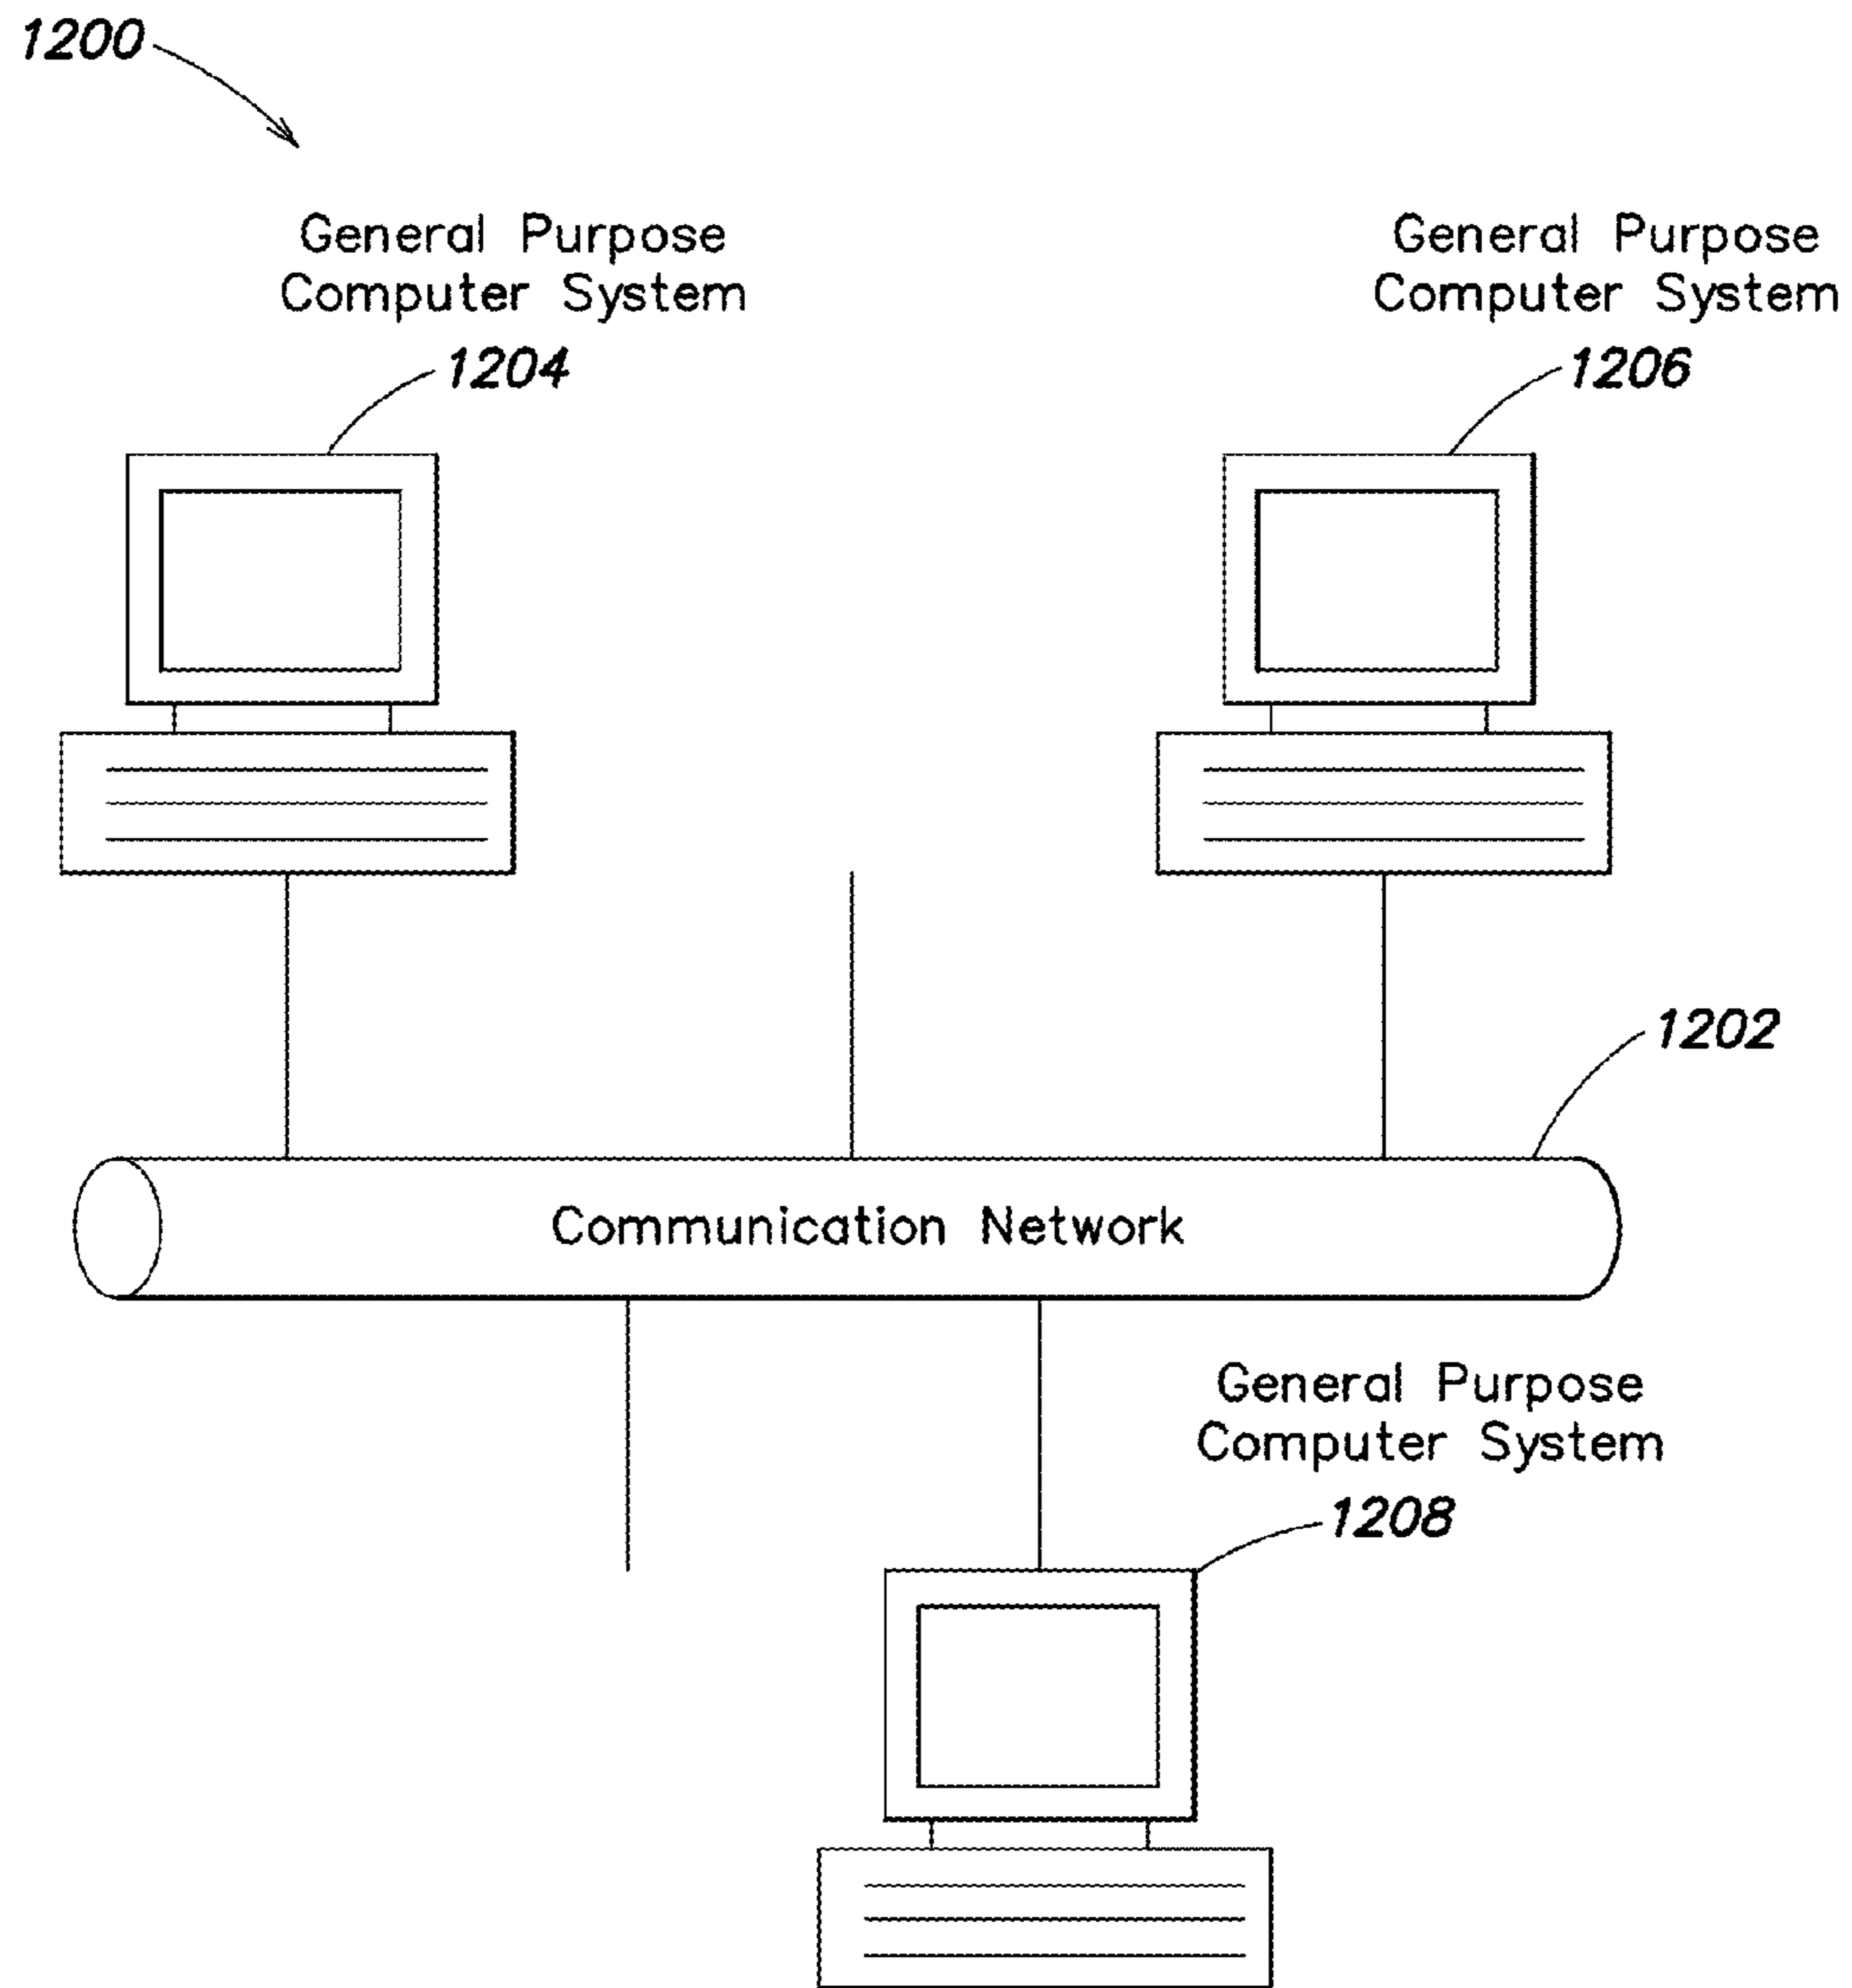 1200
General Purpose
Computer System
1204
General Purpose
Computer System
1206
1202
Communication Network
General Purpose
Computer System
1208